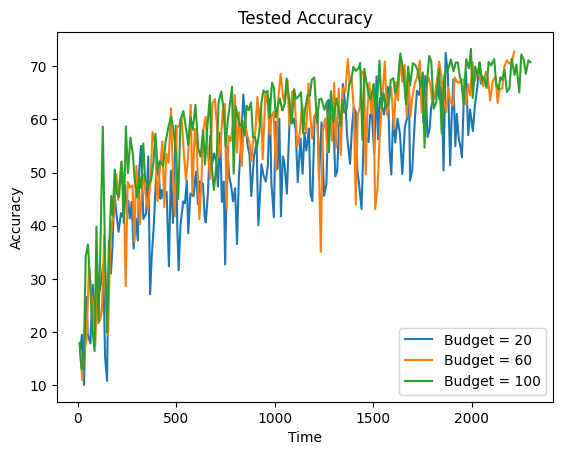 Tested Accuracy
Accuracy
70
60
50
40
30
20
10
0
500
1000
1500
2000
Time
Budget = 20
Budget = 60
Budget = 100